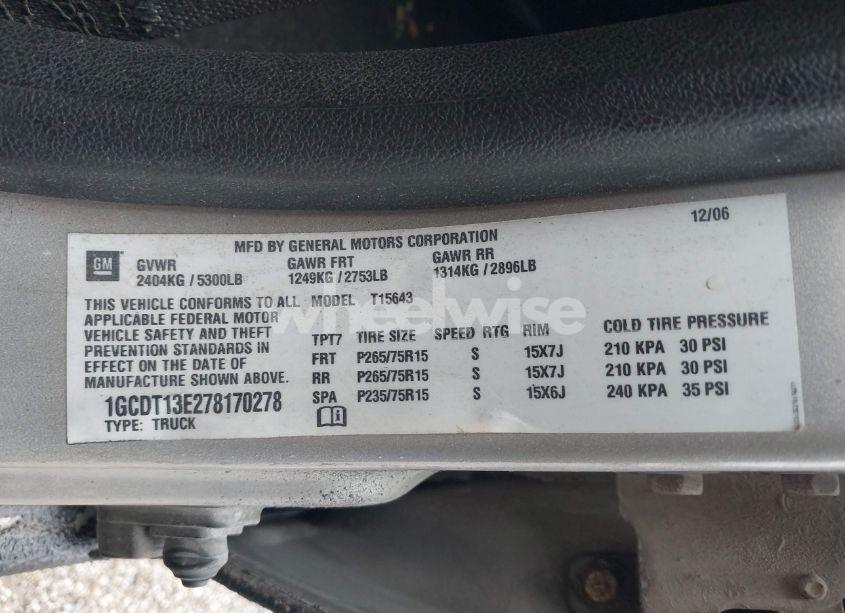 12/06
MFD BY GENERAL MOTORS CORPORATION
GM
GVWR GAWR FRT GAWR RR
2404KG / 5300LB 1249KG / 2753LB 1314KG / 2896LB
THIS VEHICLE CONFORMS TO ALL MODEL T15643
APPLICABLE FEDERAL MOTOR
VEHICLE SAFETY AND THEFT
PREVENTION STANDARDS IN
EFFECT ON THE DATE OF
MANUFACTURE SHOWN ABOVE.
1GCDT13E278170278
TYPE: TRUCK
TPT7 TIRE SIZE SPEED RTG RIM COLD TIRE PRESSURE
FRT P265/75R15 S 15X7J 210 KPA 30 PSI
RR P265/75R15 S 15X7J 210 KPA 30 PSI
SPA P235/75R15 S 15X6J 240 KPA 35 PSI
i
wheelwise